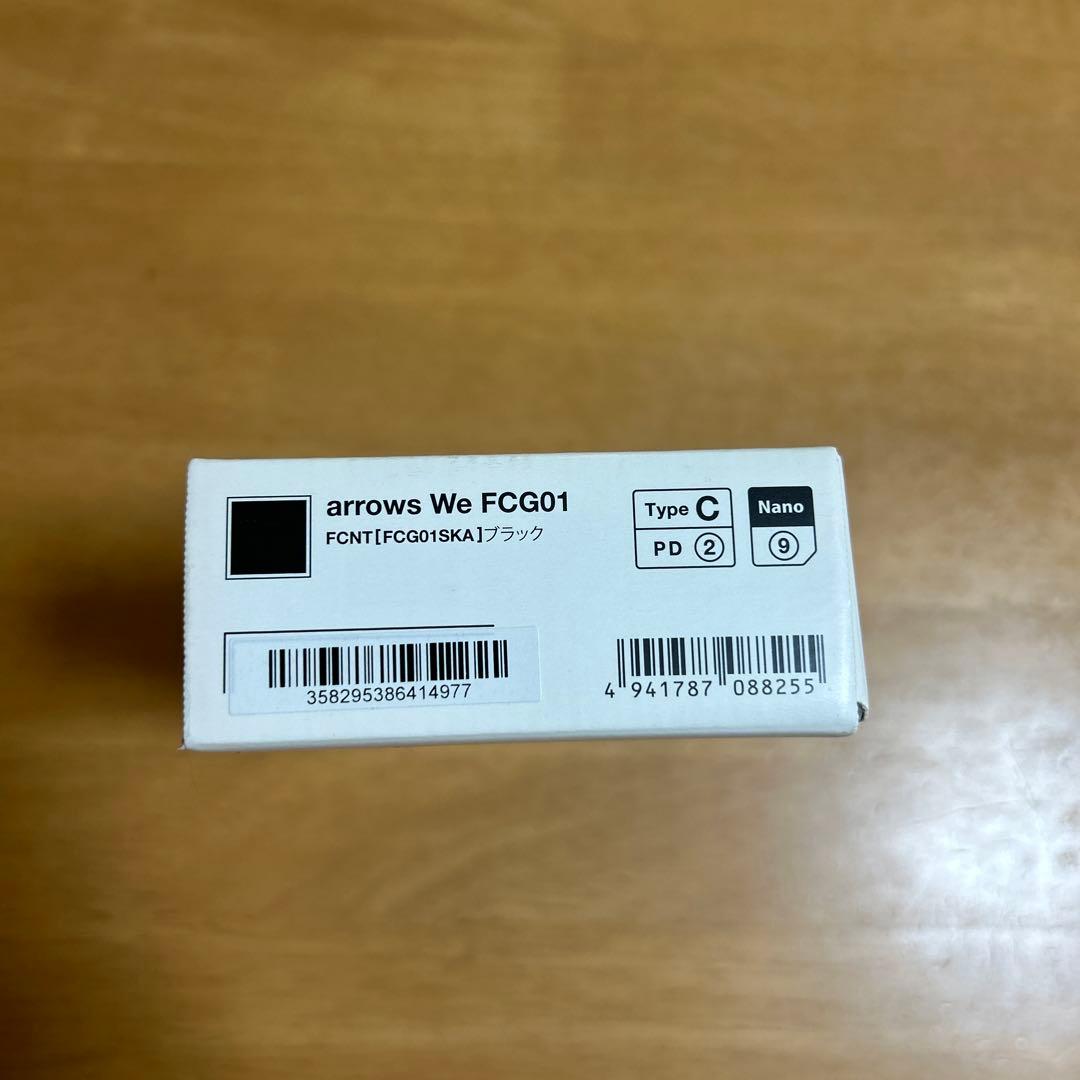 arrows We FCG01
FCNT[FCG01SKA]ブラック
Type C
PD ②
Nano
⑨
358295386414977
4 941787 088255